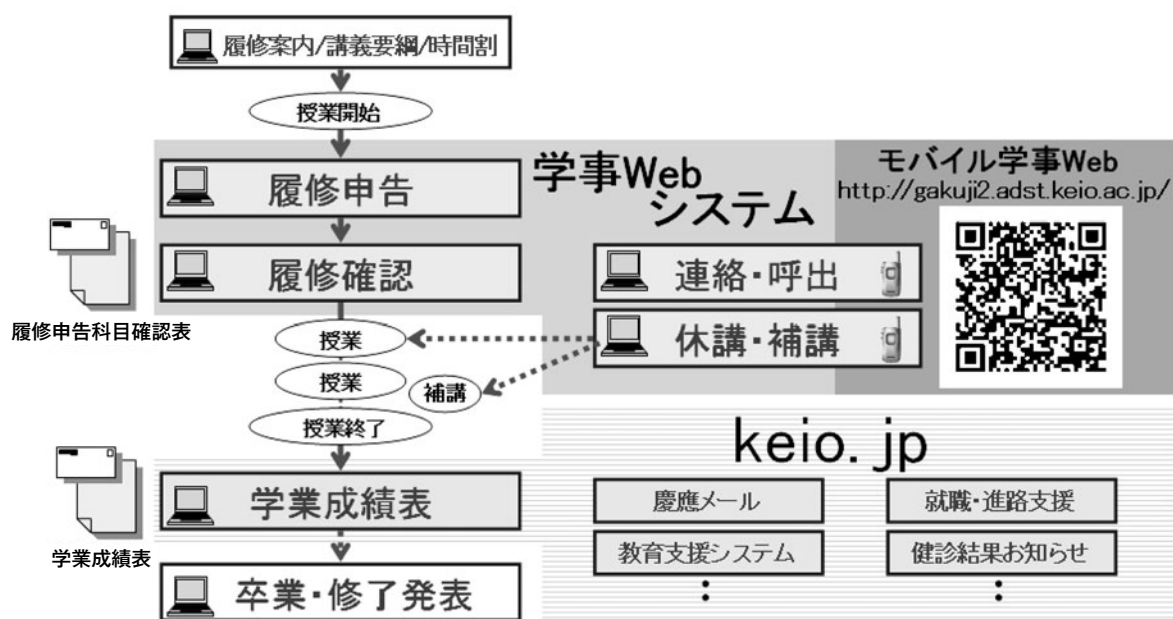 履修案内/講義要綱/時間割
授業開始
学事Web
システム
モバイル学事Web
http://gakuji2.adst.keio.ac.jp/
履修申告
履修確認
連絡・呼出
履修申告科目確認表
授業
休講・補講
授業
補講
授業終了
keio.jp
学業成績表
慶應メール
就職・進路支援
学業成績表
教育支援システム
健診結果お知らせ
：
：
卒業・修了発表